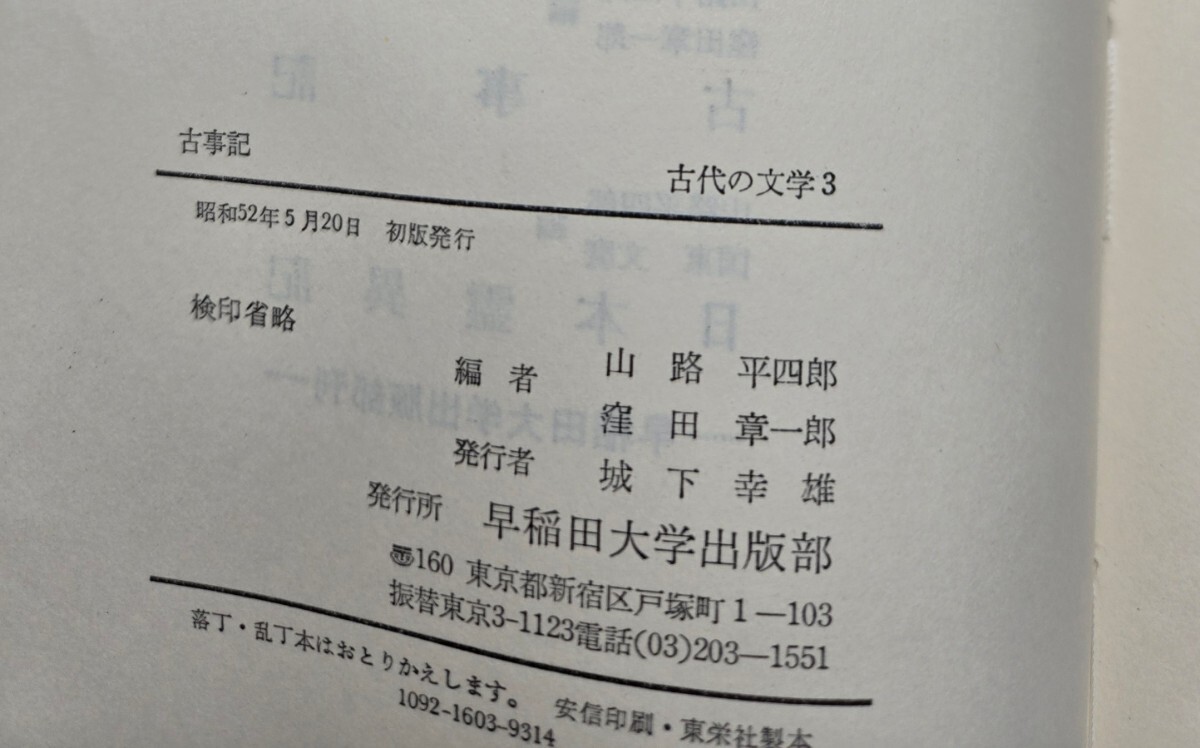 古事記
古代の文学3
昭和52年5月20日 初版発行
検印省略
編者 山路 平四郎
窪田 章一郎
発行者 城下幸雄
発行所 早稲田大学出版部
〠160 東京都新宿区戸塚町1―103
振替東京3-1123電話(03)203―1551
落丁・乱丁本はおとりかえします。 安信印刷・東栄社製本
1092-1603-9314